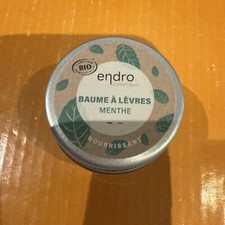 BIO
endro
BAUME À LÈVRES
MENTHE
NOURRISSANT